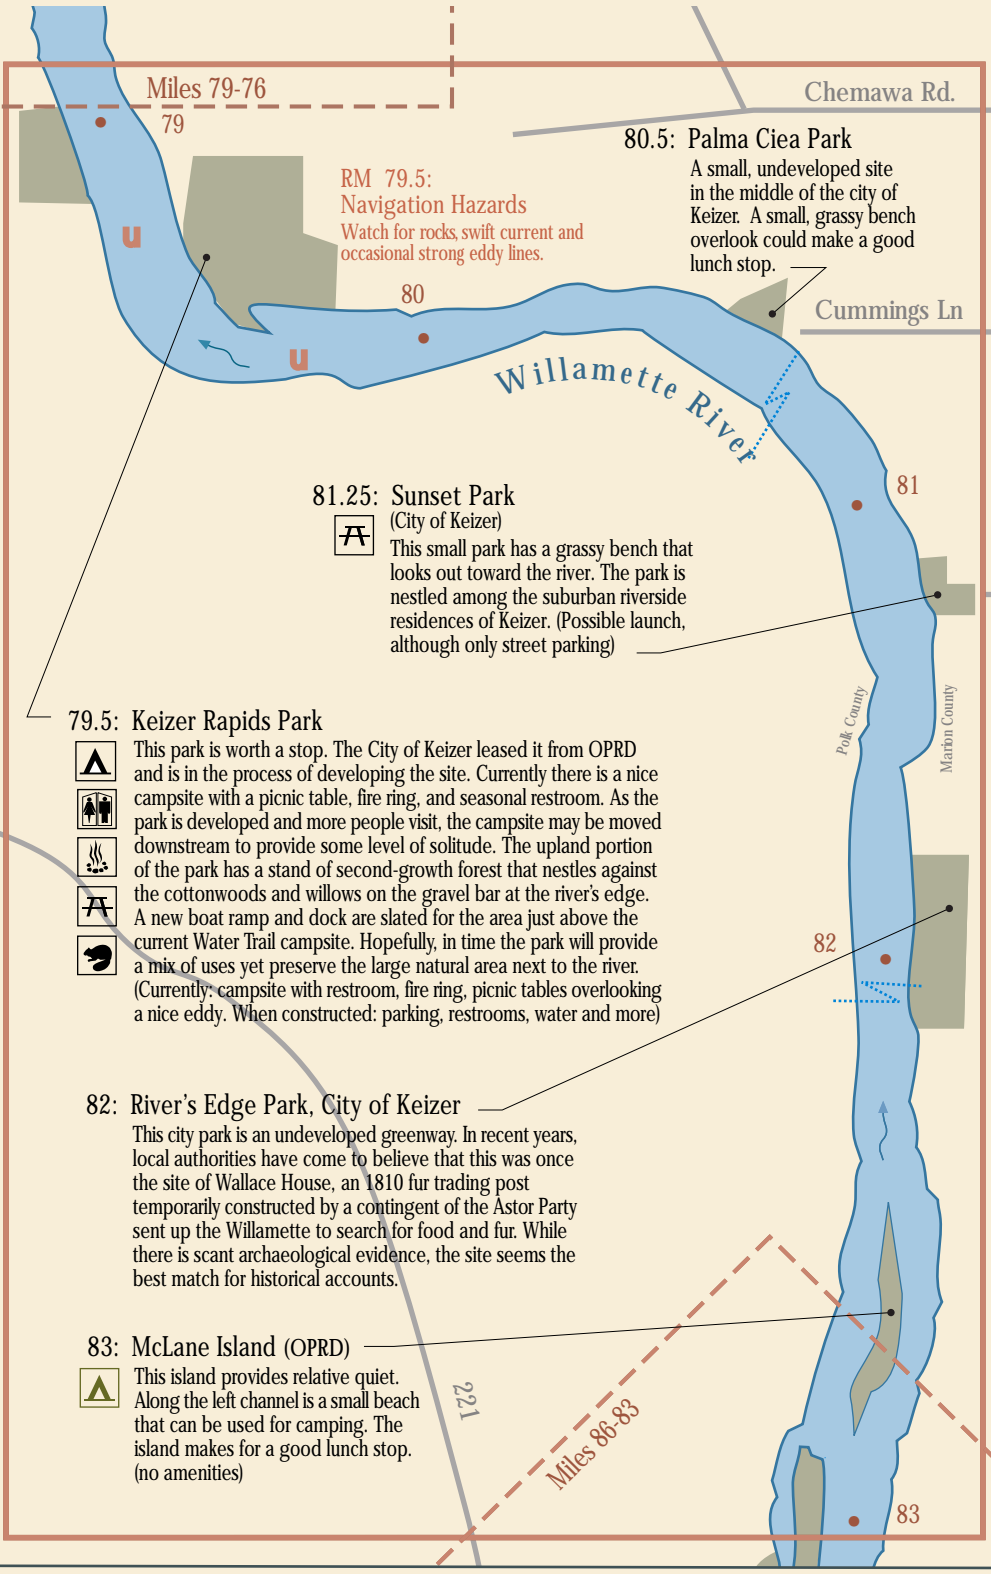 Miles 79-76
79
Chemawa Rd.
80.5: Palma Ciea Park
A small, undeveloped site
in the middle of the city of
Keizer. A small, grassy bench
overlook could make a good
lunch stop.
RM 79.5:
Navigation Hazards
Watch for rocks, swift current and
occasional strong eddy lines.
u
80
Cummings Ln
u
Willamette River
81
81.25: Sunset Park
(City of Keizer)
This small park has a grassy bench that
looks out toward the river. The park is
nestled among the suburban riverside
residences of Keizer. (Possible launch,
although only street parking)
Polk County
Marion County
79.5: Keizer Rapids Park
This park is worth a stop. The City of Keizer leased it from OPRD
and is in the process of developing the site. Currently there is a nice
campsite with a picnic table, fire ring, and seasonal restroom. As the
park is developed and more people visit, the campsite may be moved
downstream to provide some level of solitude. The upland portion
of the park has a stand of second-growth forest that nestles against
the cottonwoods and willows on the gravel bar at the river's edge.
A new boat ramp and dock are slated for the area just above the
current Water Trail campsite. Hopefully, in time the park will provide
a mix of uses yet preserve the large natural area next to the river.
(Currently: campsite with restroom, fire ring, picnic tables overlooking
a nice eddy. When constructed: parking, restrooms, water and more)
82
82: River's Edge Park, City of Keizer
This city park is an undeveloped greenway. In recent years,
local authorities have come to believe that this was once
the site of Wallace House, an 1810 fur trading post
temporarily constructed by a contingent of the Astor Party
sent up the Willamette to search for food and fur. While
there is scant archaeological evidence, the site seems the
best match for historical accounts.
83: McLane Island (OPRD)
This island provides relative quiet.
Along the left channel is a small beach
that can be used for camping. The
island makes for a good lunch stop.
(no amenities)
221
Miles 86-83
83